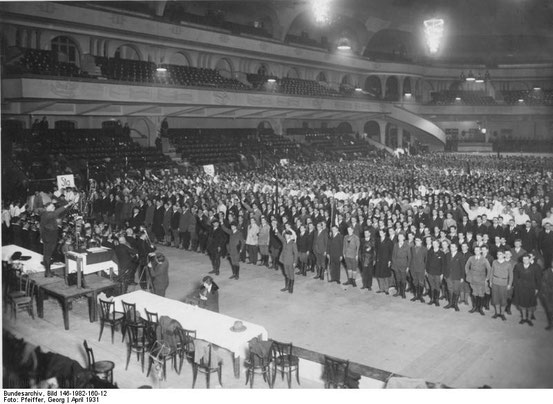 Bundesarchiv, Bild 146-1982-160-12
Foto: Pfeiffer, Georg | April 1931